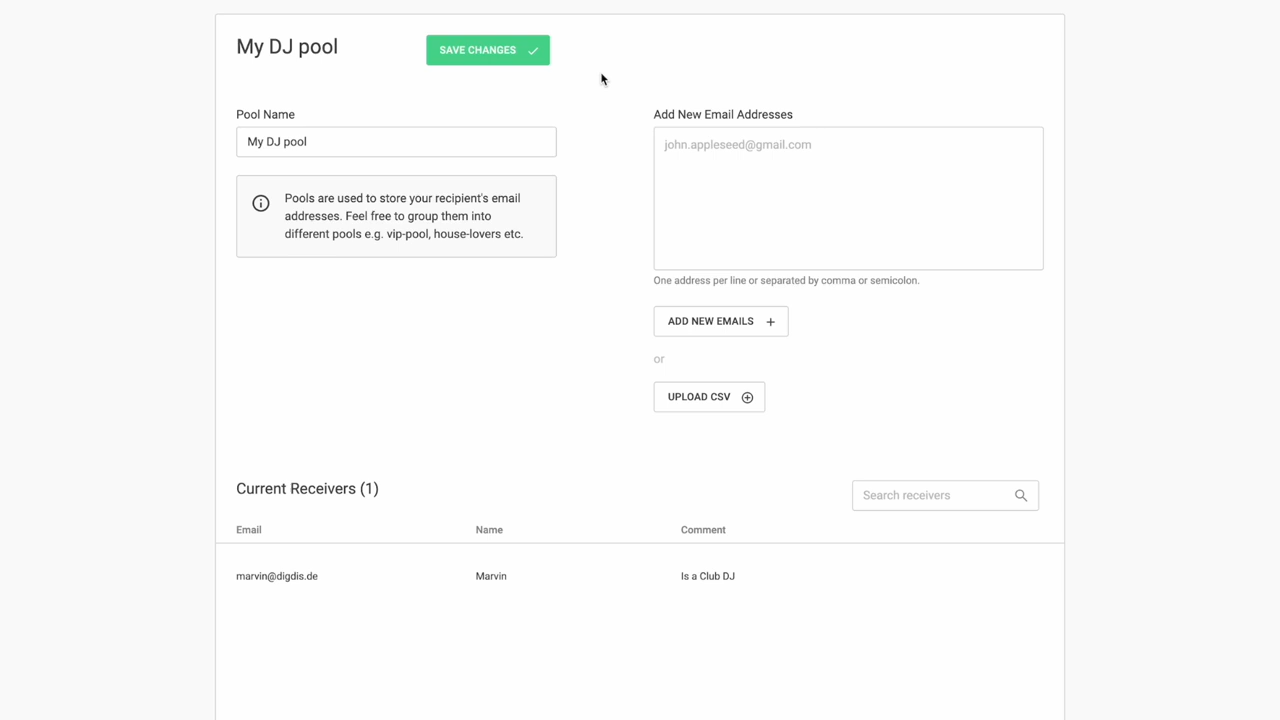 My DJ pool
SAVE CHANGES
Pool Name
My DJ pool
Pools are used to store your recipient's email
addresses. Feel free to group them into
different pools e.g. vip-pool, house-lovers etc.
Add New Email Addresses
john.appleseed@gmail.com
One address per line or separated by comma or semicolon.
ADD NEW EMAILS
or
UPLOAD CSV
Current Receivers (1)
Search receivers
Email Name Comment
marvin@digdis.de Marvin Is a Club DJ